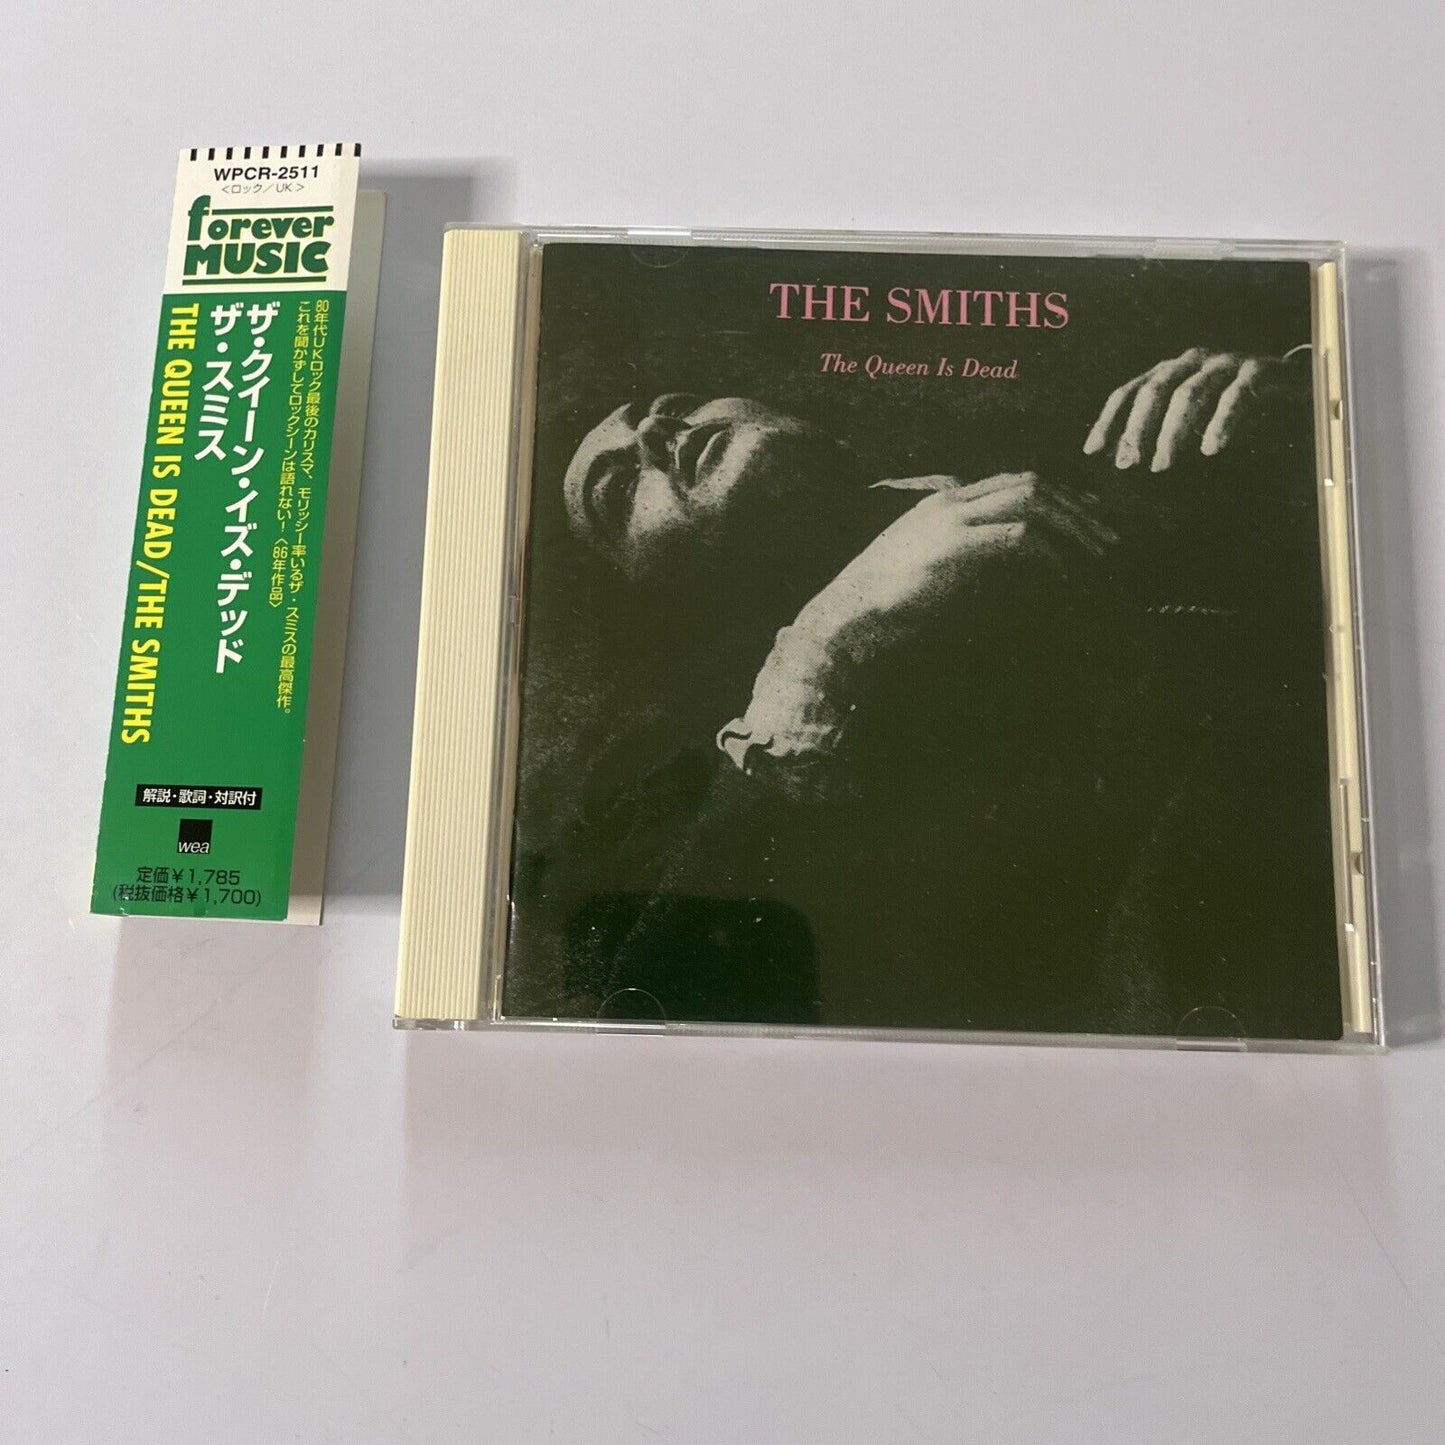 WPCR-2511
<ロック/UK>
forever
MUSIC
80年代UKロック最後のカリスマ、モリッシー率いるザ・スミスの最高傑作。
これを聞かずしてロックシーンは語れない!〈86年作品〉
ザ・クイーン・イズ・デッド
ザ・スミス
THE QUEEN IS DEAD/THE SMITHS
解説・歌詞・対訳付
wea
定価¥1,785
(税抜価格¥1,700)
THE SMITHS
The Queen Is Dead